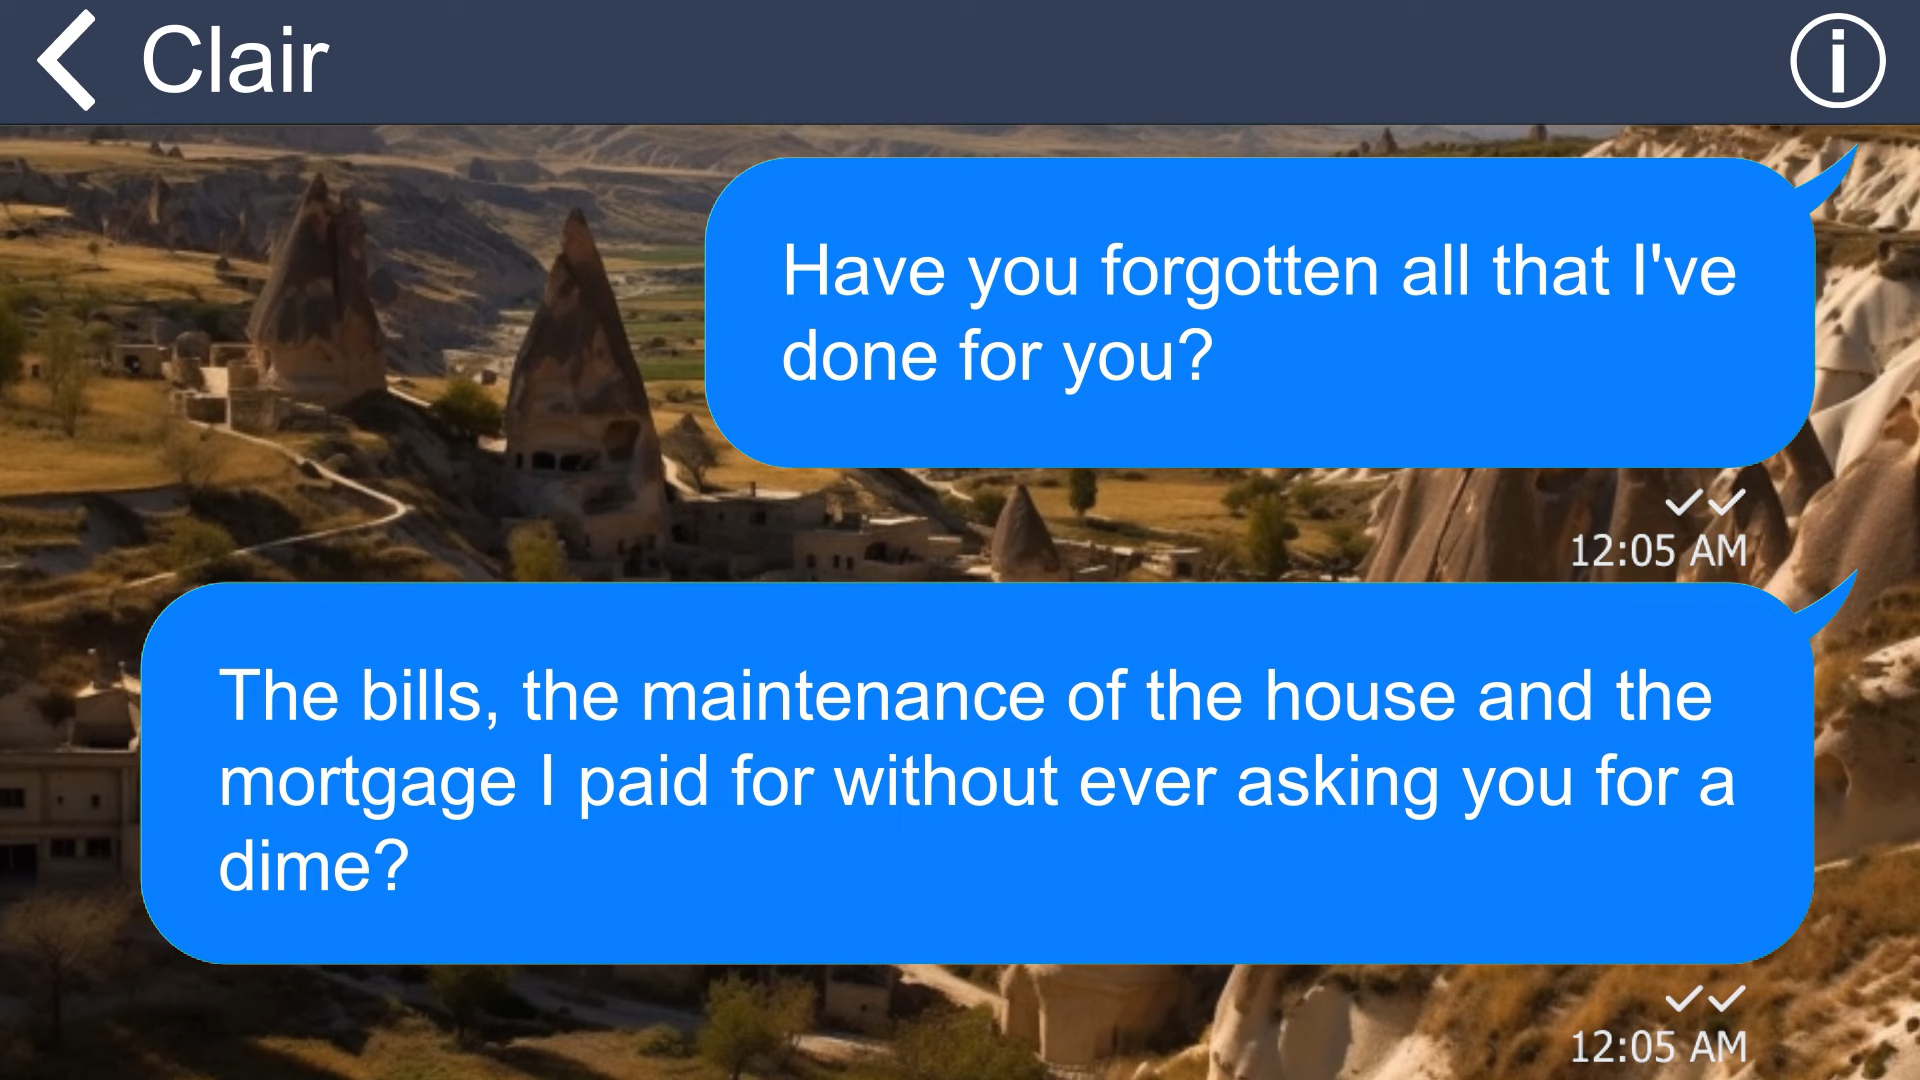 Clair
Have you forgotten all that I've
done for you?
12:05 AM
The bills, the maintenance of the house and the
mortgage I paid for without ever asking you for a
dime?
12:05 AM